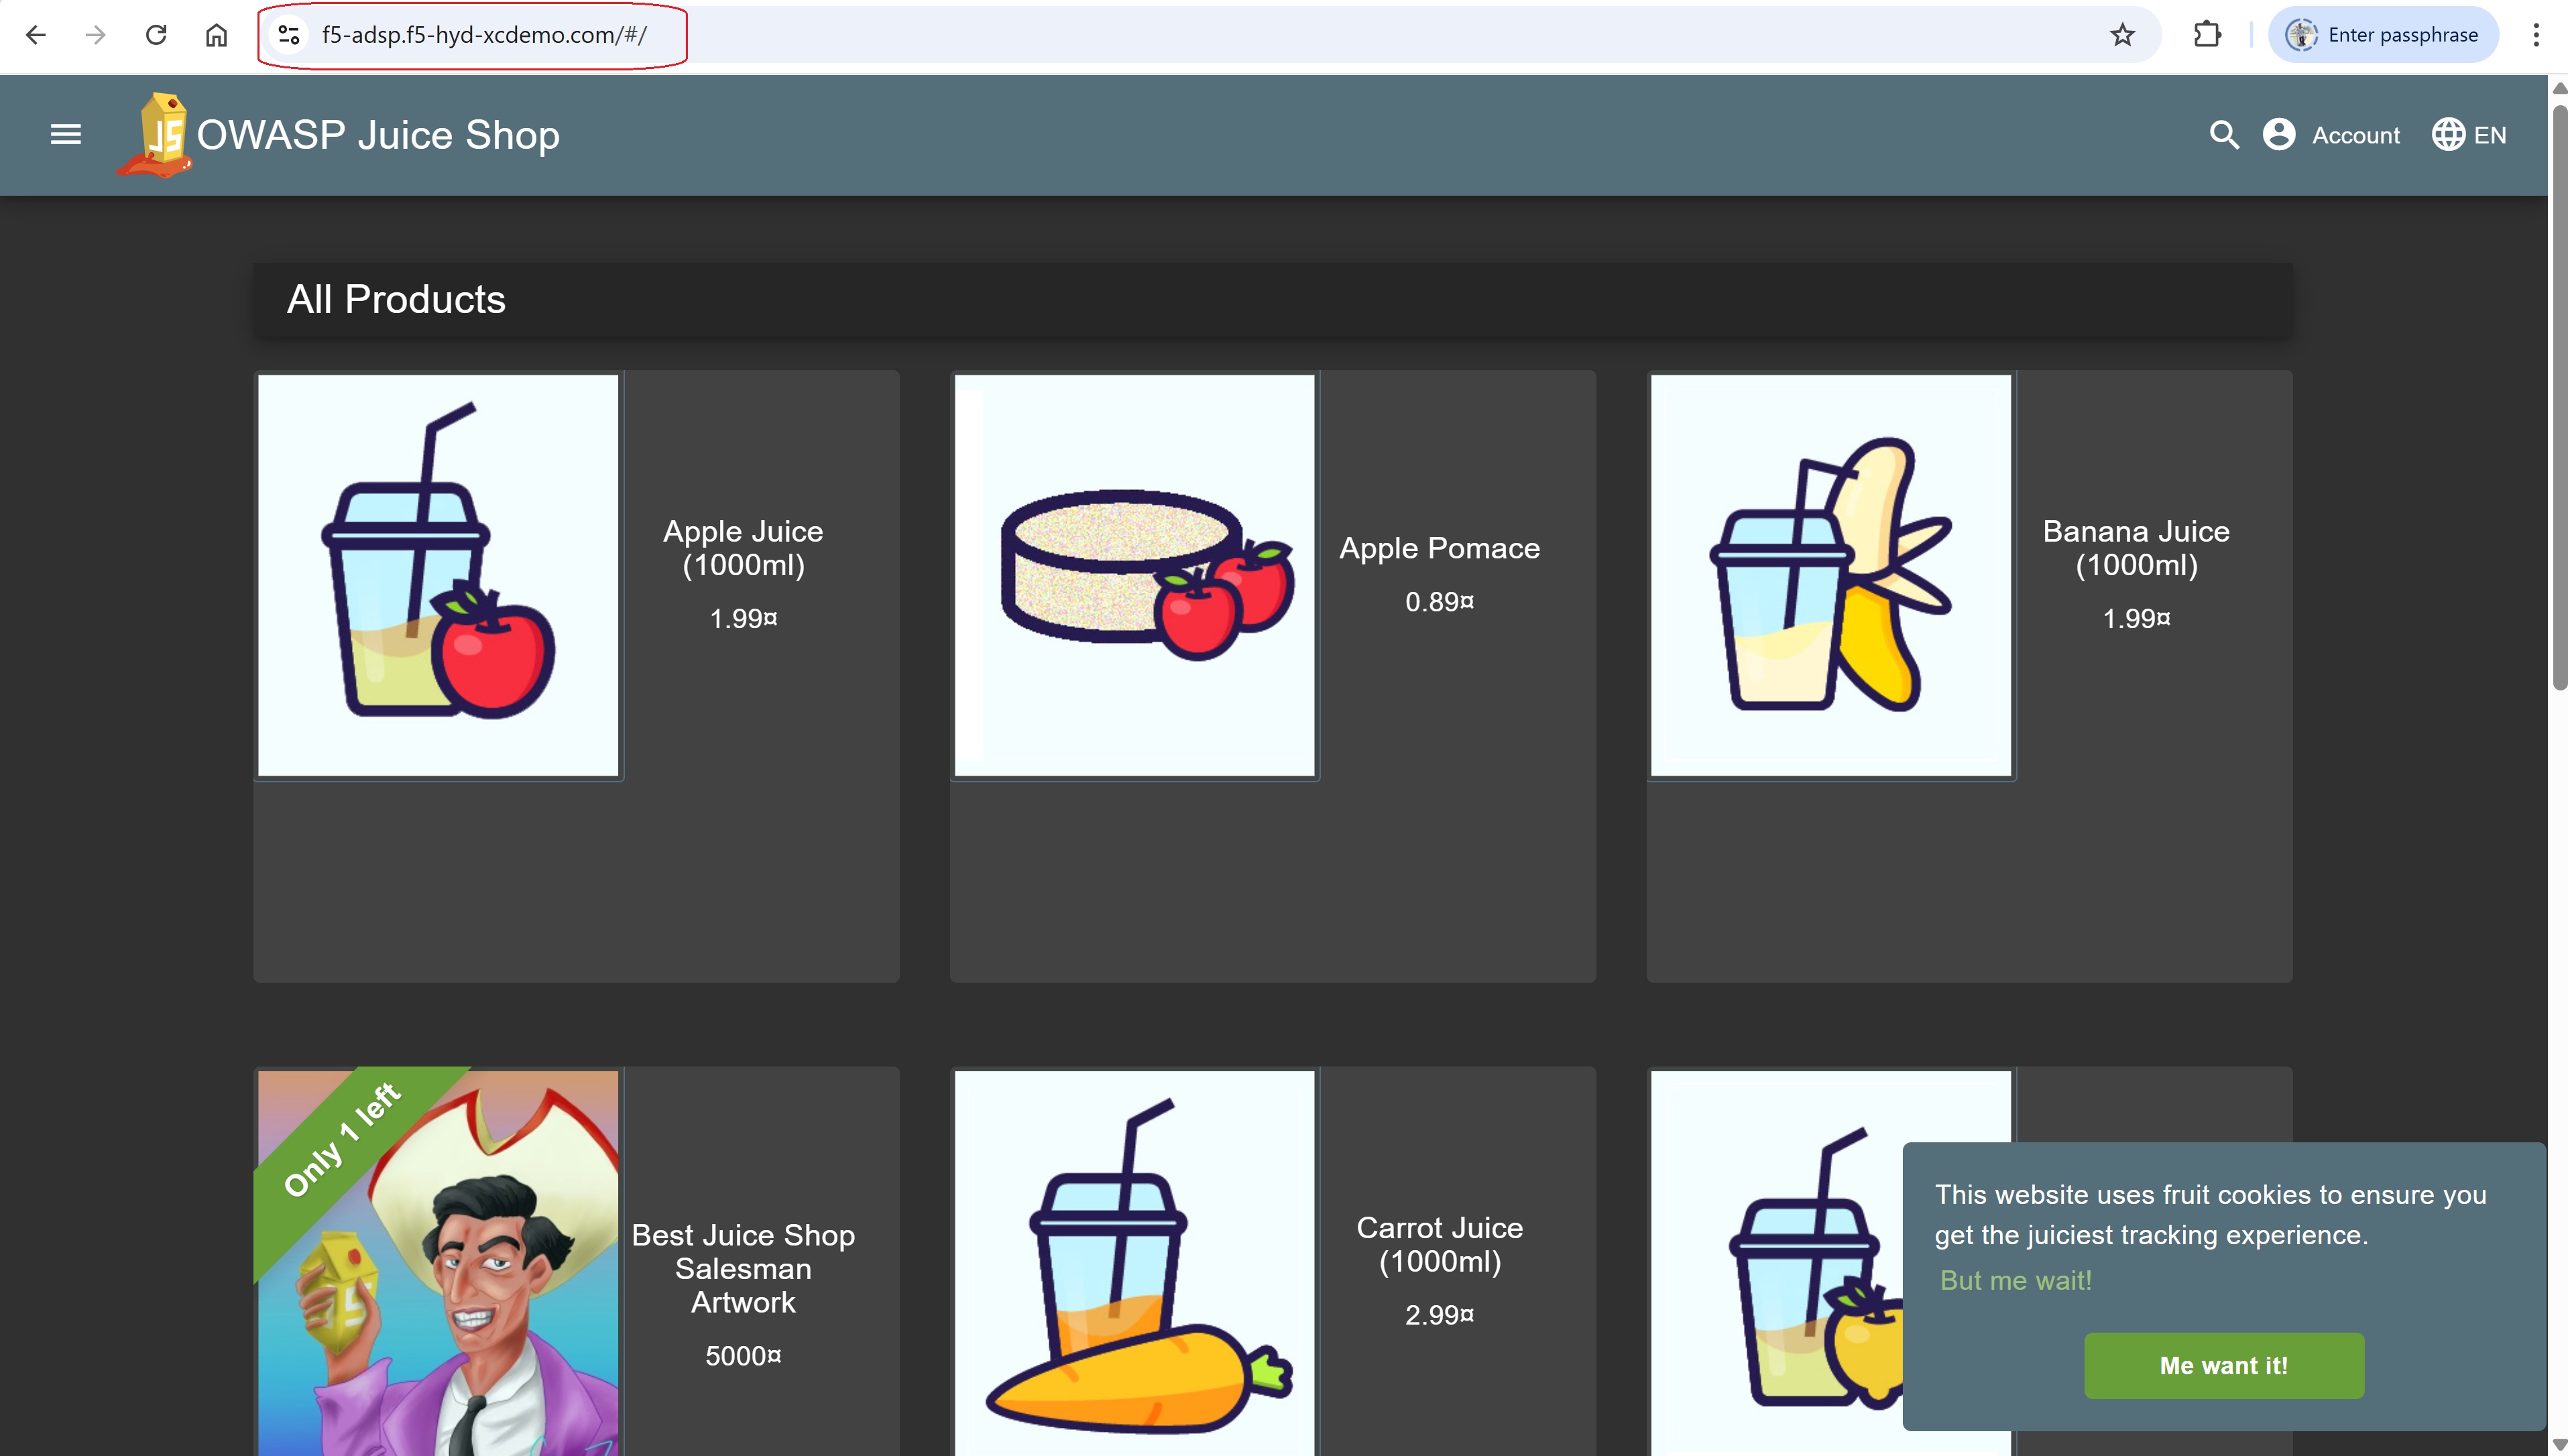 f5-adsp.f5-hyd-xcdemo.com/#/
Enter passphrase
JS
OWASP Juice Shop
Account
EN
All Products
Apple Juice
(1000ml)
1.99¤
Apple Pomace
0.89¤
Banana Juice
(1000ml)
1.99¤
Only 1 left
Best Juice Shop
Salesman
Artwork
5000¤
Carrot Juice
(1000ml)
2.99¤
This website uses fruit cookies to ensure you
get the juiciest tracking experience.
But me wait!
Me want it!